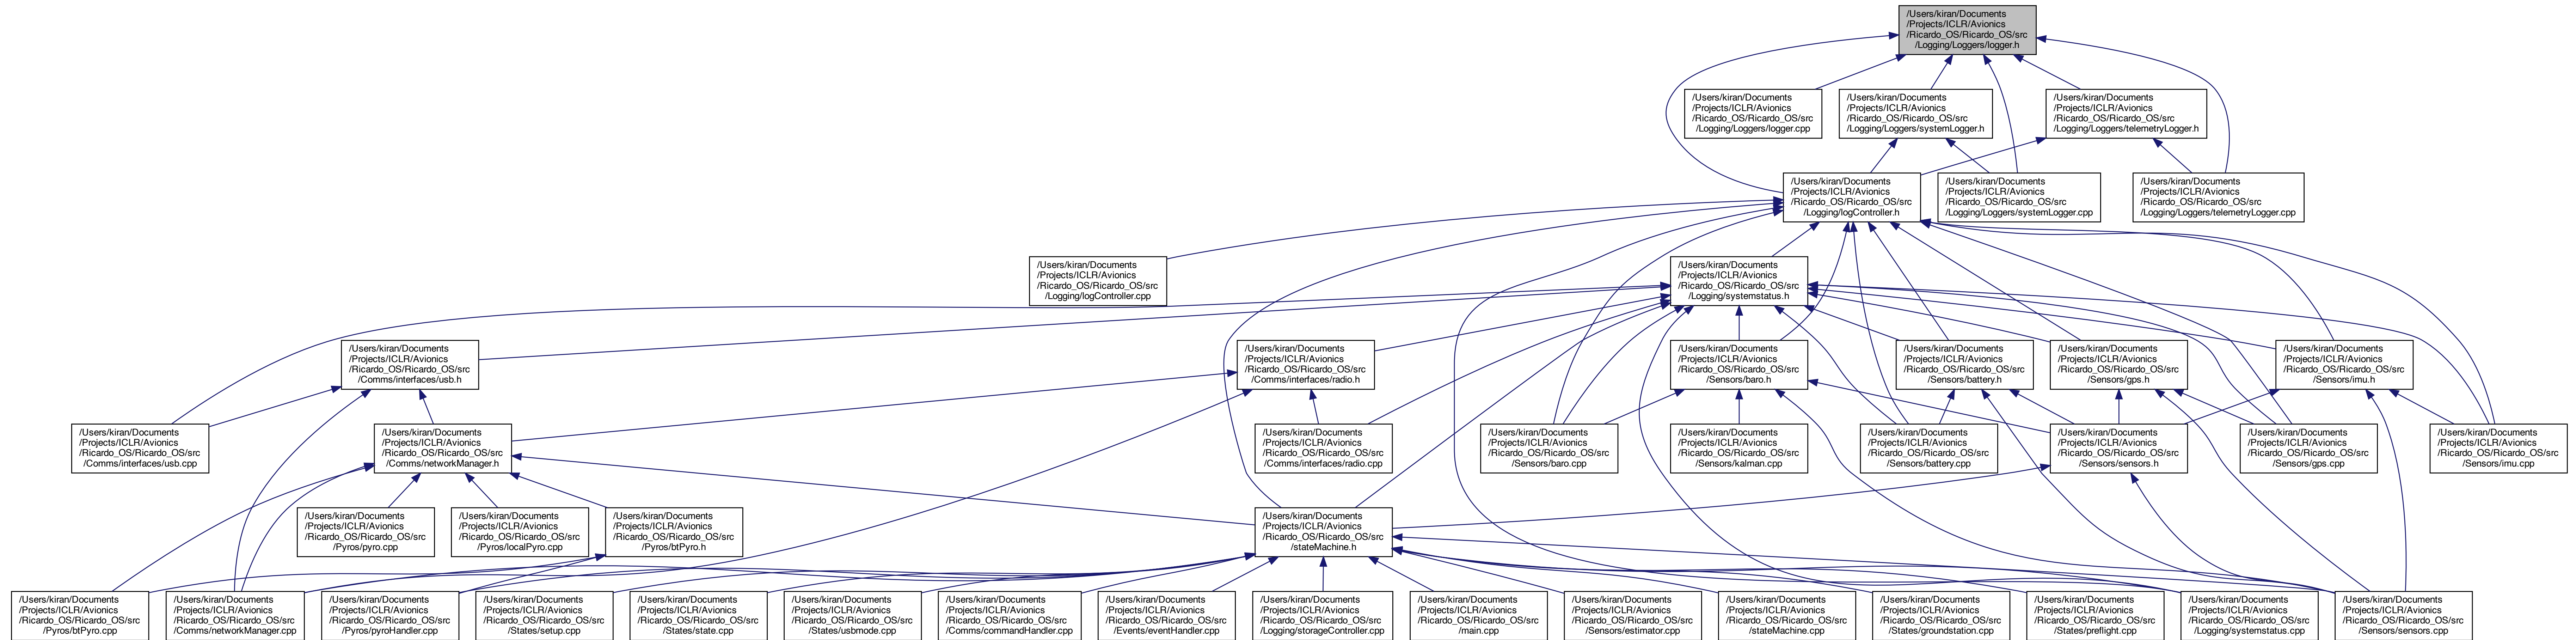 /Users/kiran/Documents
/Projects/ICLR/Avionics
/Ricardo_OS/Ricardo_OS/src
/Logging/Loggers/logger.h
/Users/kiran/Documents
/Projects/ICLR/Avionics
/Ricardo_OS/Ricardo_OS/src
/Logging/Loggers/logger.cpp
/Users/kiran/Documents
/Projects/ICLR/Avionics
/Ricardo_OS/Ricardo_OS/src
/Logging/Loggers/systemLogger.h
/Users/kiran/Documents
/Projects/ICLR/Avionics
/Ricardo_OS/Ricardo_OS/src
/Logging/Loggers/telemetryLogger.h
/Users/kiran/Documents
/Projects/ICLR/Avionics
/Ricardo_OS/Ricardo_OS/src
/Logging/logController.h
/Users/kiran/Documents
/Projects/ICLR/Avionics
/Ricardo_OS/Ricardo_OS/src
/Logging/Loggers/systemLogger.cpp
/Users/kiran/Documents
/Projects/ICLR/Avionics
/Ricardo_OS/Ricardo_OS/src
/Logging/Loggers/telemetryLogger.cpp
/Users/kiran/Documents
/Projects/ICLR/Avionics
/Ricardo_OS/Ricardo_OS/src
/Logging/logController.cpp
/Users/kiran/Documents
/Projects/ICLR/Avionics
/Ricardo_OS/Ricardo_OS/src
/Logging/systemstatus.h
/Users/kiran/Documents
/Projects/ICLR/Avionics
/Ricardo_OS/Ricardo_OS/src
/Comms/interfaces/usb.h
/Users/kiran/Documents
/Projects/ICLR/Avionics
/Ricardo_OS/Ricardo_OS/src
/Comms/interfaces/radio.h
/Users/kiran/Documents
/Projects/ICLR/Avionics
/Ricardo_OS/Ricardo_OS/src
/Sensors/baro.h
/Users/kiran/Documents
/Projects/ICLR/Avionics
/Ricardo_OS/Ricardo_OS/src
/Sensors/battery.h
/Users/kiran/Documents
/Projects/ICLR/Avionics
/Ricardo_OS/Ricardo_OS/src
/Sensors/gps.h
/Users/kiran/Documents
/Projects/ICLR/Avionics
/Ricardo_OS/Ricardo_OS/src
/Sensors/imu.h
/Users/kiran/Documents
/Projects/ICLR/Avionics
/Ricardo_OS/Ricardo_OS/src
/Comms/interfaces/usb.cpp
/Users/kiran/Documents
/Projects/ICLR/Avionics
/Ricardo_OS/Ricardo_OS/src
/Comms/networkManager.h
/Users/kiran/Documents
/Projects/ICLR/Avionics
/Ricardo_OS/Ricardo_OS/src
/Comms/interfaces/radio.cpp
/Users/kiran/Documents
/Projects/ICLR/Avionics
/Ricardo_OS/Ricardo_OS/src
/Sensors/baro.cpp
/Users/kiran/Documents
/Projects/ICLR/Avionics
/Ricardo_OS/Ricardo_OS/src
/Sensors/kalman.cpp
/Users/kiran/Documents
/Projects/ICLR/Avionics
/Ricardo_OS/Ricardo_OS/src
/Sensors/battery.cpp
/Users/kiran/Documents
/Projects/ICLR/Avionics
/Ricardo_OS/Ricardo_OS/src
/Sensors/sensors.h
/Users/kiran/Documents
/Projects/ICLR/Avionics
/Ricardo_OS/Ricardo_OS/src
/Sensors/gps.cpp
/Users/kiran/Documents
/Projects/ICLR/Avionics
/Ricardo_OS/Ricardo_OS/src
/Sensors/imu.cpp
/Users/kiran/Documents
/Projects/ICLR/Avionics
/Ricardo_OS/Ricardo_OS/src
/Pyros/pyro.cpp
/Users/kiran/Documents
/Projects/ICLR/Avionics
/Ricardo_OS/Ricardo_OS/src
/Pyros/localPyro.cpp
/Users/kiran/Documents
/Projects/ICLR/Avionics
/Ricardo_OS/Ricardo_OS/src
/Pyros/btPyro.h
/Users/kiran/Documents
/Projects/ICLR/Avionics
/Ricardo_OS/Ricardo_OS/src
/stateMachine.h
/Users/kiran/Documents
/Projects/ICLR/Avionics
/Ricardo_OS/Ricardo_OS/src
/Pyros/btPyro.cpp
/Users/kiran/Documents
/Projects/ICLR/Avionics
/Ricardo_OS/Ricardo_OS/src
/Comms/networkManager.cpp
/Users/kiran/Documents
/Projects/ICLR/Avionics
/Ricardo_OS/Ricardo_OS/src
/Pyros/pyroHandler.cpp
/Users/kiran/Documents
/Projects/ICLR/Avionics
/Ricardo_OS/Ricardo_OS/src
/States/setup.cpp
/Users/kiran/Documents
/Projects/ICLR/Avionics
/Ricardo_OS/Ricardo_OS/src
/States/state.cpp
/Users/kiran/Documents
/Projects/ICLR/Avionics
/Ricardo_OS/Ricardo_OS/src
/States/usbmode.cpp
/Users/kiran/Documents
/Projects/ICLR/Avionics
/Ricardo_OS/Ricardo_OS/src
/Comms/commandHandler.cpp
/Users/kiran/Documents
/Projects/ICLR/Avionics
/Ricardo_OS/Ricardo_OS/src
/Events/eventHandler.cpp
/Users/kiran/Documents
/Projects/ICLR/Avionics
/Ricardo_OS/Ricardo_OS/src
/Logging/storageController.cpp
/Users/kiran/Documents
/Projects/ICLR/Avionics
/Ricardo_OS/Ricardo_OS/src
/main.cpp
/Users/kiran/Documents
/Projects/ICLR/Avionics
/Ricardo_OS/Ricardo_OS/src
/Sensors/estimator.cpp
/Users/kiran/Documents
/Projects/ICLR/Avionics
/Ricardo_OS/Ricardo_OS/src
/stateMachine.cpp
/Users/kiran/Documents
/Projects/ICLR/Avionics
/Ricardo_OS/Ricardo_OS/src
/States/groundstation.cpp
/Users/kiran/Documents
/Projects/ICLR/Avionics
/Ricardo_OS/Ricardo_OS/src
/States/preflight.cpp
/Users/kiran/Documents
/Projects/ICLR/Avionics
/Ricardo_OS/Ricardo_OS/src
/Logging/systemstatus.cpp
/Users/kiran/Documents
/Projects/ICLR/Avionics
/Ricardo_OS/Ricardo_OS/src
/Sensors/sensors.cpp